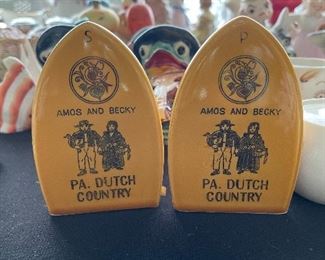 S
AMOS AND BECKY
PA. DUTCH
COUNTRY
P
AMOS AND BECKY
PA. DUTCH
COUNTRY